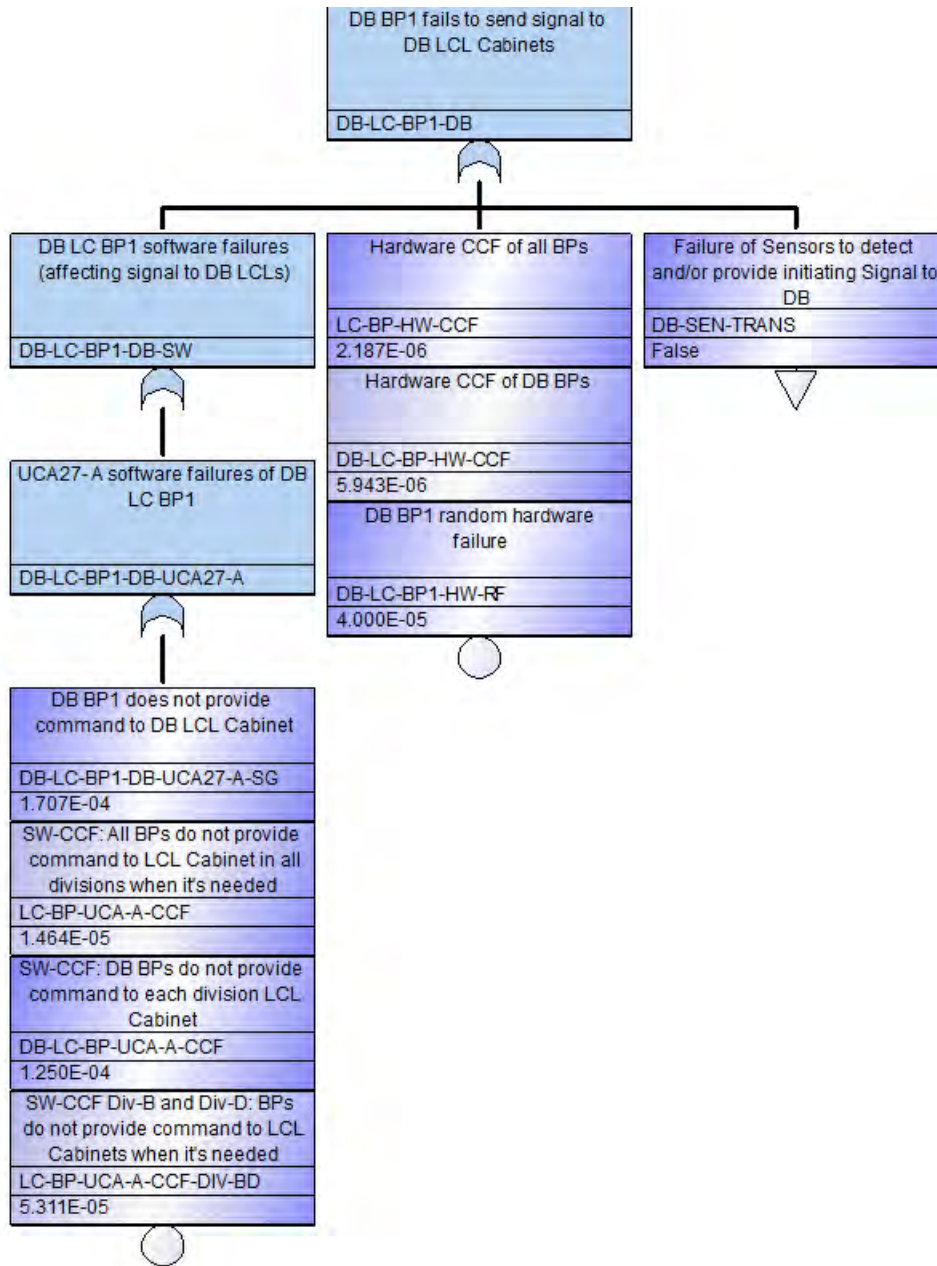 DB BP1 fails to send signal to
DB LCL Cabinets
DB-LC-BP1-DB
DB LC BP1 software failures
(affecting signal to DB LCLs)
DB-LC-BP1-DB-SW
Hardware CCF of all BPs
LC-BP-HW-CCF
2.187E-06
Hardware CCF of DB BPs
DB-LC-BP-HW-CCF
5.943E-06
DB BP1 random hardware
failure
DB-LC-BP1-HW-RF
4.000E-05
Failure of Sensors to detect
and/or provide initiating Signal to
DB
DB-SEN-TRANS
False
UCA27- A software failures of DB
LC BP1
DB-LC-BP1-DB-UCA27-A
DB BP1 does not provide
command to DB LCL Cabinet
DB-LC-BP1-DB-UCA27-A-SG
1.707E-04
SW-CCF: All BPs do not provide
command to LCL Cabinet in all
divisions when it's needed
LC-BP-UCA-A-CCF
1.464E-05
SW-CCF: DB BPs do not provide
command to each division LCL
Cabinet
DB-LC-BP-UCA-A-CCF
1.250E-04
SW-CCF Div-B and Div-D: BPs
do not provide command to LCL
Cabinets when it's needed
LC-BP-UCA-A-CCF-DIV-BD
5.311E-05